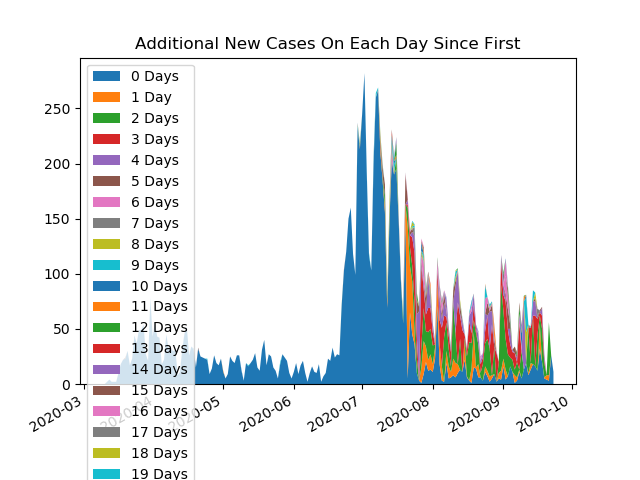 Additional New Cases On Each Day Since First
250
200
150
100
50
0
0 Days
1 Day
2 Days
3 Days
4 Days
5 Days
6 Days
7 Days
8 Days
9 Days
10 Days
11 Days
12 Days
13 Days
14 Days
15 Days
16 Days
17 Days
18 Days
19 Days
2020-03
2020-04
2020-05
2020-06
2020-07
2020-08
2020-09
2020-10